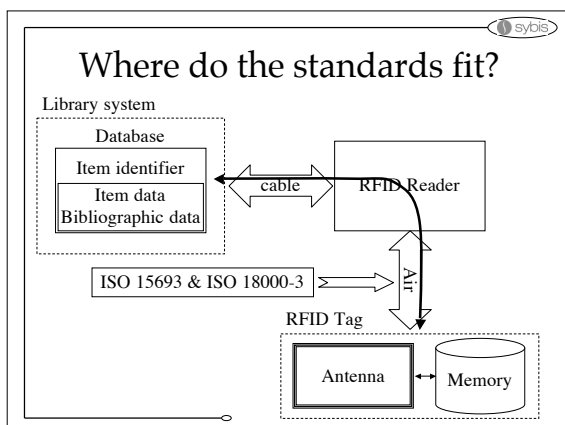 sybis
Where do the standards fit?
Library system
Database
Item identifier
Item data
Bibliographic data
cable
RFID Reader
ISO 15693 & ISO 18000-3
Air
RFID Tag
Antenna
Memory